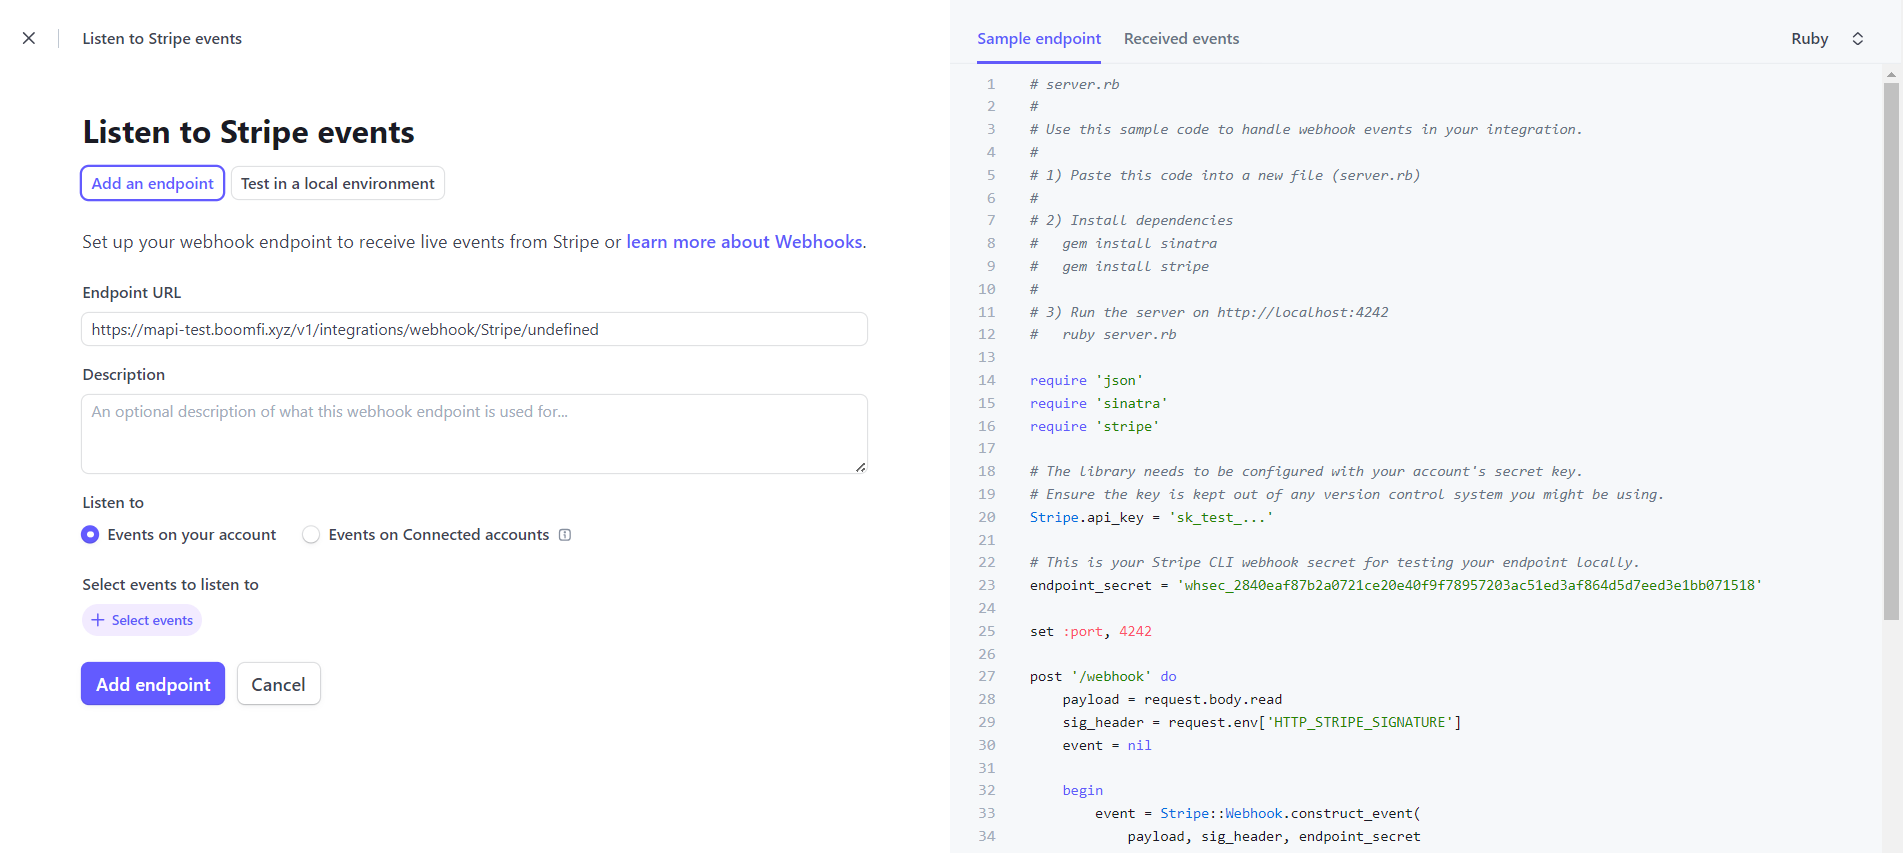 Listen to Stripe events
Listen to Stripe events
Add an endpoint Test in a local environment
Set up your webhook endpoint to receive live events from Stripe or learn more about Webhooks.
Endpoint URL
https://mapi-test.boomfi.xyz/v1/integrations/webhook/Stripe/undefined
Description
An optional description of what this webhook endpoint is used for...
Listen to
Events on your account Events on Connected accounts
Select events to listen to
+ Select events
Add endpoint Cancel
Sample endpoint Received events Ruby
1 # server.rb
2 #
3 # Use this sample code to handle webhook events in your integration.
4 #
5 # 1) Paste this code into a new file (server.rb)
6 #
7 # 2) Install dependencies
8 #   gem install sinatra
9 #   gem install stripe
10 #
11 # 3) Run the server on http://localhost:4242
12 #   ruby server.rb
13
14 require 'json'
15 require 'sinatra'
16 require 'stripe'
17
18 # The library needs to be configured with your account's secret key.
19 # Ensure the key is kept out of any version control system you might be using.
20 Stripe.api_key = 'sk_test_...'
21
22 # This is your Stripe CLI webhook secret for testing your endpoint locally.
23 endpoint_secret = 'whsec_2840eaf87b2a0721ce20e40f9f78957203ac51ed3af864d5d7eed3e1bb071518'
24
25 set :port, 4242
26
27 post '/webhook' do
28     payload = request.body.read
29     sig_header = request.env['HTTP_STRIPE_SIGNATURE']
30     event = nil
31
32     begin
33         event = Stripe::Webhook.construct_event(
34             payload, sig_header, endpoint_secret